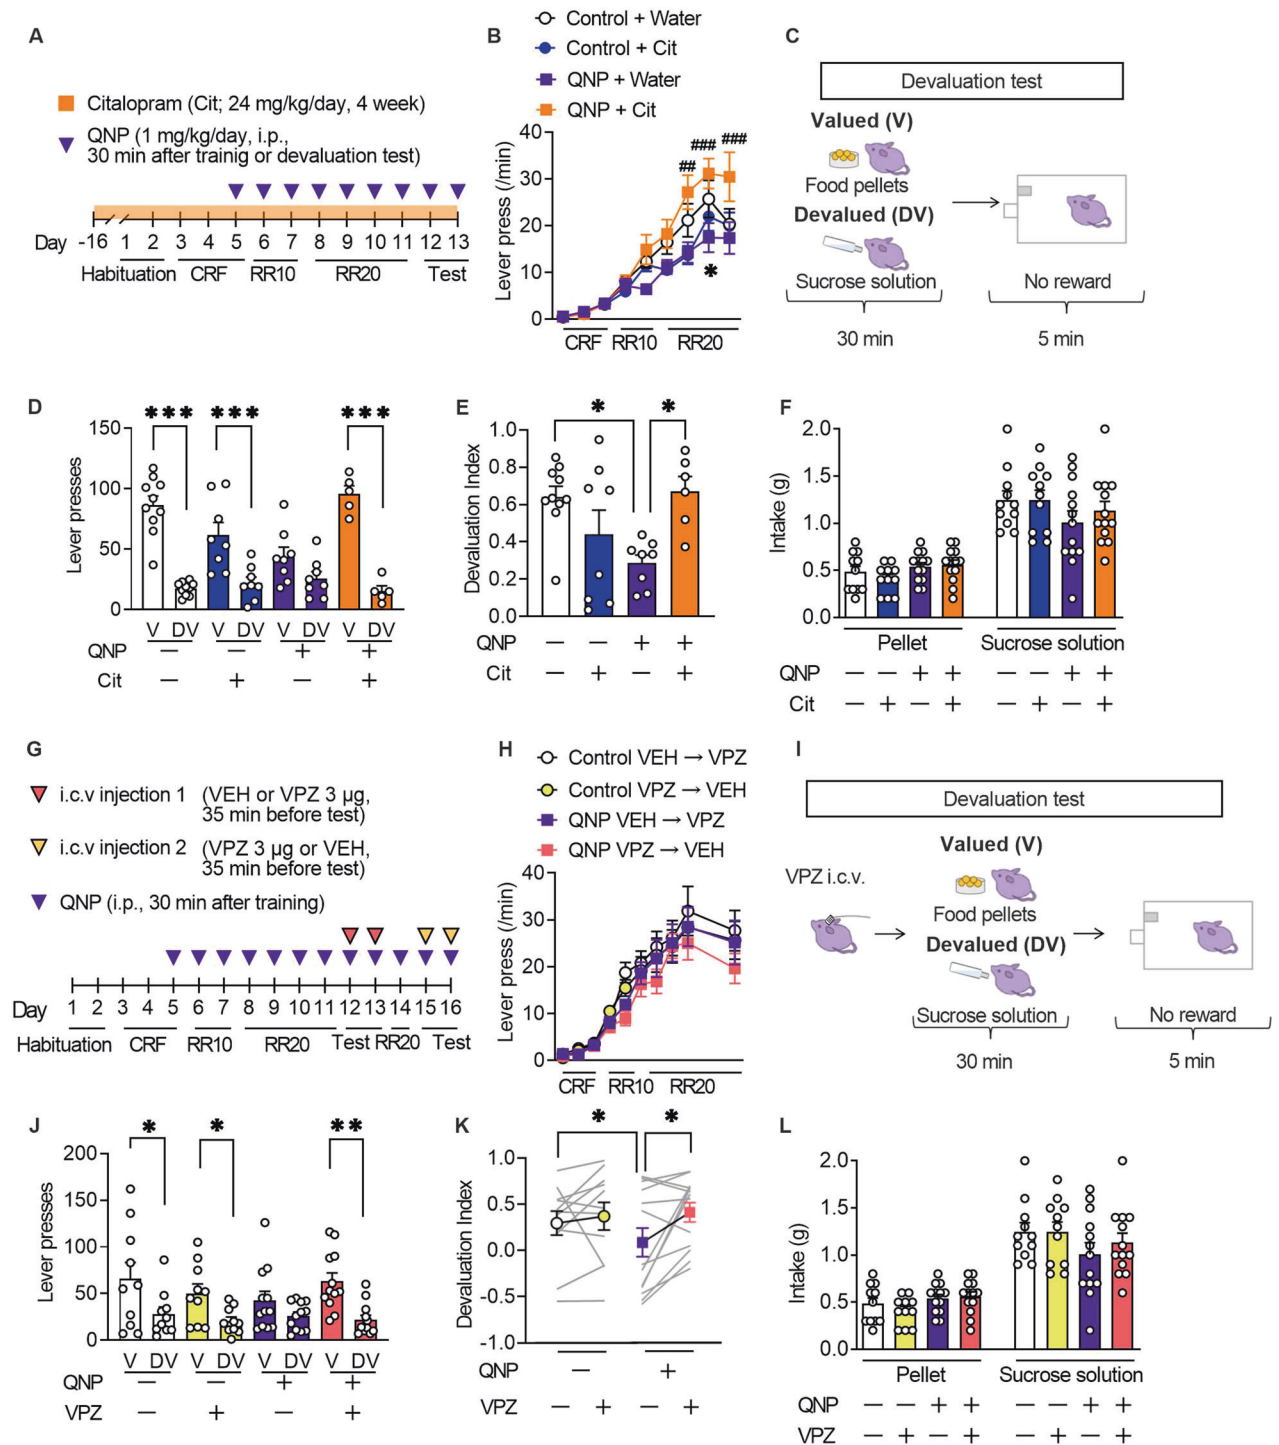 A
Citalopram (Cit; 24 mg/kg/day, 4 week)
QNP (1 mg/kg/day, i.p.,
30 min after trainig or devaluation test)
Day
-16 1 2 3 4 5 6 7 8 9 10 11 12 13
Habituation CRF RR10 RR20 Test
B
Control + Water
Control + Cit
QNP + Water
QNP + Cit
Lever press (/min)
40
30
20
10
0
## ### ###
*
CRF RR10 RR20
C
Devaluation test
Valued (V)
Food pellets
Devalued (DV)
Sucrose solution
No reward
30 min
5 min
D
Lever presses
150
100
50
0
*** *** ***
V DV V DV V DV V DV
QNP — — + +
Cit — + — +
E
Devaluation Index
1.0
0.8
0.6
0.4
0.2
0.0
* *
QNP — — + +
Cit — + — +
F
Intake (g)
2.0
1.5
1.0
0.5
0.0
Pellet Sucrose solution
QNP — — + + — — + +
Cit — + — + — + — +
G
i.c.v injection 1 (VEH or VPZ 3 µg,
35 min before test)
i.c.v injection 2 (VPZ 3 µg or VEH,
35 min before test)
QNP (i.p., 30 min after training)
Day
1 2 3 4 5 6 7 8 9 10 11 12 13 14 15 16
Habituation CRF RR10 RR20 Test RR20 Test
H
Control VEH → VPZ
Control VPZ → VEH
QNP VEH → VPZ
QNP VPZ → VEH
Lever press (/min)
40
30
20
10
0
CRF RR10 RR20
I
Devaluation test
VPZ i.c.v.
Valued (V)
Food pellets
Devalued (DV)
Sucrose solution
No reward
30 min
5 min
J
Lever presses
200
150
100
50
0
* * **
V DV V DV V DV V DV
QNP — — + +
VPZ — + — +
K
Devaluation Index
1.0
0.5
0.0
-0.5
-1.0
* *
QNP — +
VPZ — + — +
L
Intake (g)
2.0
1.5
1.0
0.5
0.0
Pellet Sucrose solution
QNP — — + + — — + +
VPZ — + — + — + — +